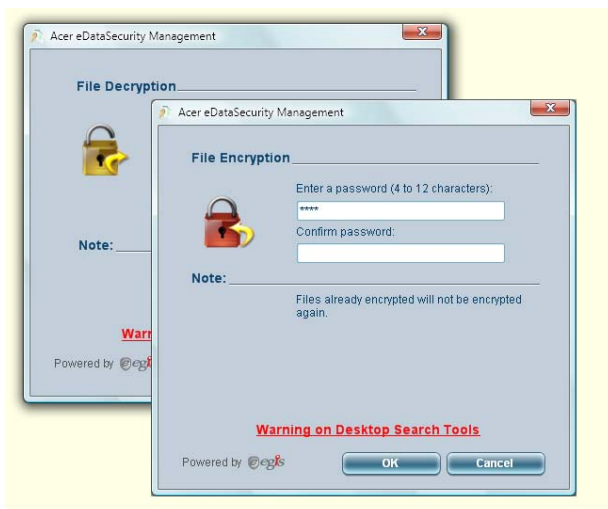 Acer eDataSecurity Management
File Decryption
Note:
Warn
Powered by egis
Acer eDataSecurity Management
File Encryption
Enter a password (4 to 12 characters):
****
Confirm password:
Note:
Files already encrypted will not be encrypted
again.
Warning on Desktop Search Tools
Powered by egis
OK
Cancel